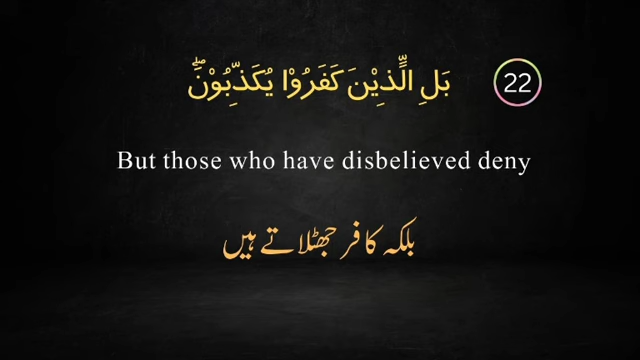 بَلِ الَّذِيْنَ كَفَرُوْا يُكَذِّبُوْنَۖ 22
But those who have disbelieved deny
بلکہ کافر جھٹلاتے ہیں